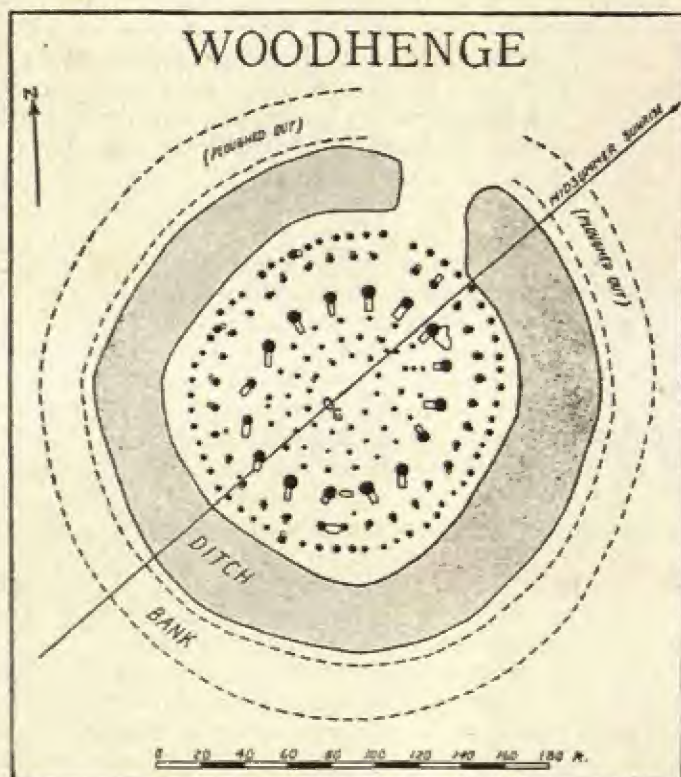 WOODHENGE
N
(PLOUGHED OUT)
MIDSUMMER SUNRISE
(PLOUGHED OUT)
DITCH
BANK
0 20 40 60 80 100 120 140 160 180 Ft.